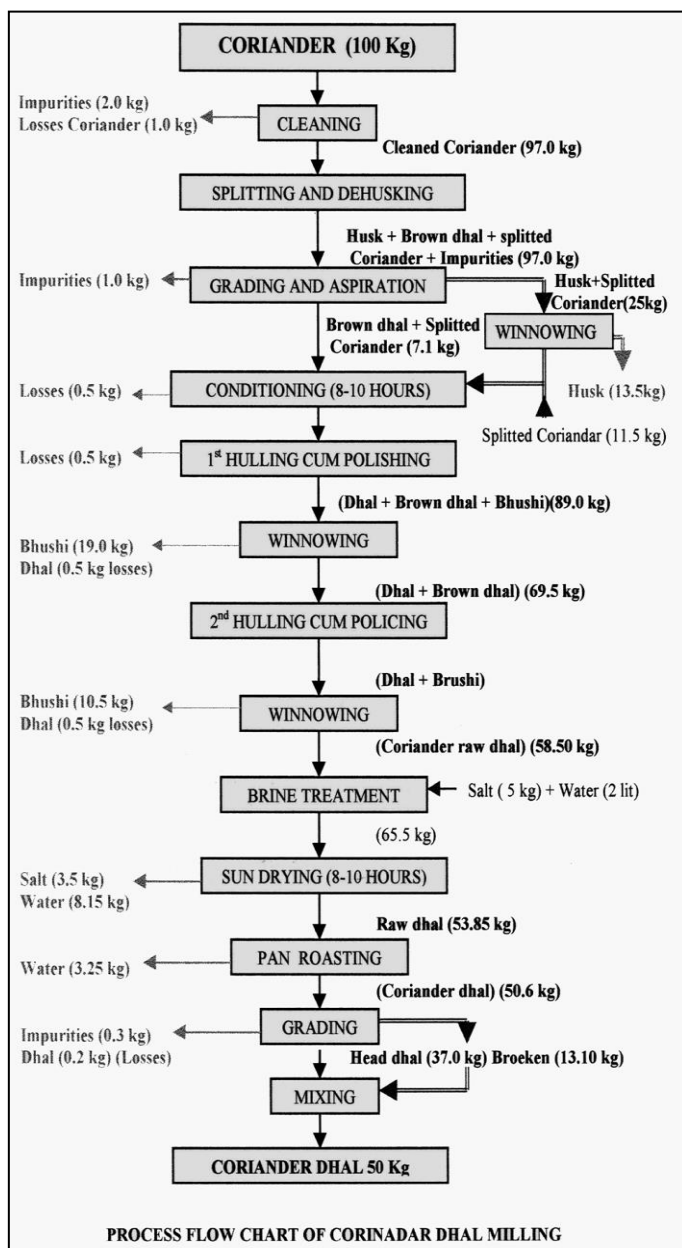 CORIANDER (100 Kg)
Impurities (2.0 kg)
Losses Coriander (1.0 kg)
CLEANING
Cleaned Coriander (97.0 kg)
SPLITTING AND DEHUSKING
Husk + Brown dhal + splitted
Coriander + Impurities (97.0 kg)
Impurities (1.0 kg)
GRADING AND ASPIRATION
Husk+Splitted
Coriander(25kg)
Brown dhal + Splitted
Coriander (7.1 kg)
WINNOWING
Losses (0.5 kg)
CONDITIONING (8-10 HOURS)
Husk (13.5kg)
Splitted Coriandar (11.5 kg)
Losses (0.5 kg)
1st HULLING CUM POLISHING
(Dhal + Brown dhal + Bhushi)(89.0 kg)
Bhushi (19.0 kg)
Dhal (0.5 kg losses)
WINNOWING
(Dhal + Brown dhal) (69.5 kg)
2nd HULLING CUM POLICING
(Dhal + Brushi)
Bhushi (10.5 kg)
Dhal (0.5 kg losses)
WINNOWING
(Coriander raw dhal) (58.50 kg)
BRINE TREATMENT
Salt ( 5 kg) + Water (2 lit)
(65.5 kg)
Salt (3.5 kg)
Water (8.15 kg)
SUN DRYING (8-10 HOURS)
Raw dhal (53.85 kg)
Water (3.25 kg)
PAN ROASTING
(Coriander dhal) (50.6 kg)
Impurities (0.3 kg)
Dhal (0.2 kg) (Losses)
GRADING
Head dhal (37.0 kg) Broeken (13.10 kg)
MIXING
CORIANDER DHAL 50 Kg
PROCESS FLOW CHART OF CORINADAR DHAL MILLING